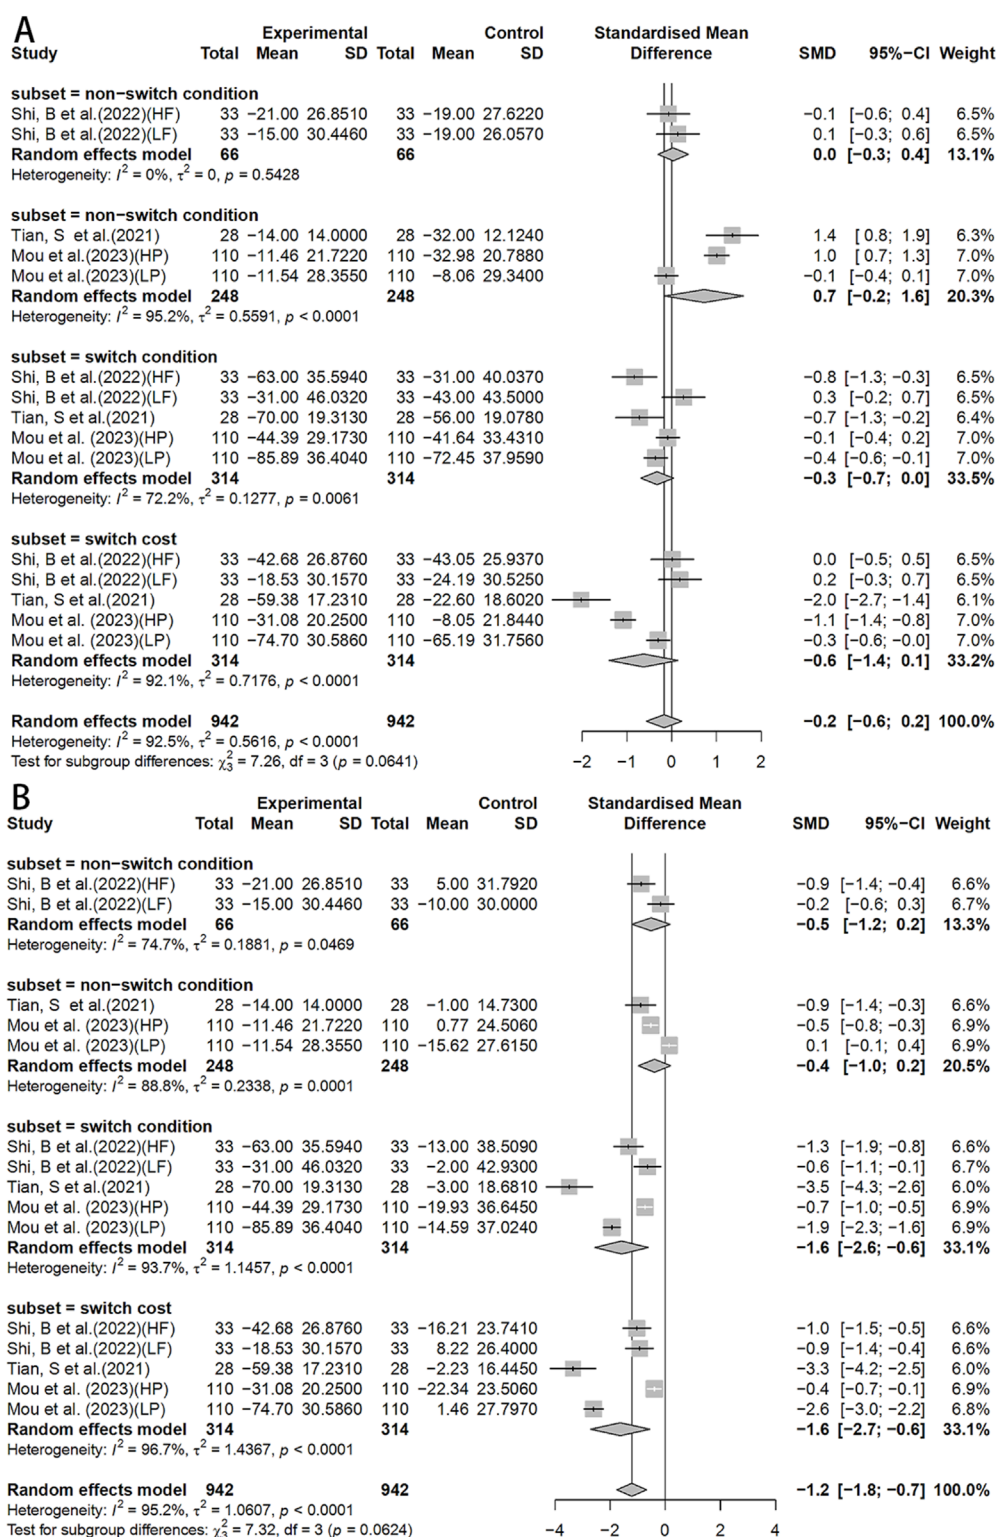 A
Experimental Control Standardised Mean
Study Total Mean SD Total Mean SD Difference SMD 95%−CI Weight
subset = non−switch condition
Shi, B et al.(2022)(HF) 33 −21.00 26.8510 33 −19.00 27.6220 −0.1 [−0.6; 0.4] 6.5%
Shi, B et al.(2022)(LF) 33 −15.00 30.4460 33 −19.00 26.0570 0.1 [−0.3; 0.6] 6.5%
Random effects model 66 66 0.0 [−0.3; 0.4] 13.1%
Heterogeneity: I² = 0%, τ² = 0, p = 0.5428
subset = non−switch condition
Tian, S et al.(2021) 28 −14.00 14.0000 28 −32.00 12.1240 1.4 [ 0.8; 1.9] 6.3%
Mou et al.(2023)(HP) 110 −11.46 21.7220 110 −32.98 20.7880 1.0 [ 0.7; 1.3] 7.0%
Mou et al.(2023)(LP) 110 −11.54 28.3550 110 −8.06 29.3400 −0.1 [−0.4; 0.1] 7.0%
Random effects model 248 248 0.7 [−0.2; 1.6] 20.3%
Heterogeneity: I² = 95.2%, τ² = 0.5591, p < 0.0001
subset = switch condition
Shi, B et al.(2022)(HF) 33 −63.00 35.5940 33 −31.00 40.0370 −0.8 [−1.3; −0.3] 6.5%
Shi, B et al.(2022)(LF) 33 −31.00 46.0320 33 −43.00 43.5000 0.3 [−0.2; 0.7] 6.5%
Tian, S et al.(2021) 28 −70.00 19.3130 28 −56.00 19.0780 −0.7 [−1.3; −0.2] 6.4%
Mou et al. (2023)(HP) 110 −44.39 29.1730 110 −41.64 33.4310 −0.1 [−0.4; 0.2] 7.0%
Mou et al. (2023)(LP) 110 −85.89 36.4040 110 −72.45 37.9590 −0.4 [−0.6; −0.1] 7.0%
Random effects model 314 314 −0.3 [−0.7; 0.0] 33.5%
Heterogeneity: I² = 72.2%, τ² = 0.1277, p = 0.0061
subset = switch cost
Shi, B et al.(2022)(HF) 33 −42.68 26.8760 33 −43.05 25.9370 0.0 [−0.5; 0.5] 6.5%
Shi, B et al.(2022)(LF) 33 −18.53 30.1570 33 −24.19 30.5250 0.2 [−0.3; 0.7] 6.5%
Tian, S et al.(2021) 28 −59.38 17.2310 28 −22.60 18.6020 −2.0 [−2.7; −1.4] 6.1%
Mou et al. (2023)(HP) 110 −31.08 20.2500 110 −8.05 21.8440 −1.1 [−1.4; −0.8] 7.0%
Mou et al. (2023)(LP) 110 −74.70 30.5860 110 −65.19 31.7560 −0.3 [−0.6; −0.0] 7.0%
Random effects model 314 314 −0.6 [−1.4; 0.1] 33.2%
Heterogeneity: I² = 92.1%, τ² = 0.7176, p < 0.0001
Random effects model 942 942 −0.2 [−0.6; 0.2] 100.0%
Heterogeneity: I² = 92.5%, τ² = 0.5616, p < 0.0001
Test for subgroup differences: χ²₃ = 7.26, df = 3 (p = 0.0641)
−2 −1 0 1 2
B
Experimental Control Standardised Mean
Study Total Mean SD Total Mean SD Difference SMD 95%−CI Weight
subset = non−switch condition
Shi, B et al.(2022)(HF) 33 −21.00 26.8510 33 5.00 31.7920 −0.9 [−1.4; −0.4] 6.6%
Shi, B et al.(2022)(LF) 33 −15.00 30.4460 33 −10.00 30.0000 −0.2 [−0.6; 0.3] 6.7%
Random effects model 66 66 −0.5 [−1.2; 0.2] 13.3%
Heterogeneity: I² = 74.7%, τ² = 0.1881, p = 0.0469
subset = non−switch condition
Tian, S et al.(2021) 28 −14.00 14.0000 28 −1.00 14.7300 −0.9 [−1.4; −0.3] 6.6%
Mou et al. (2023)(HP) 110 −11.46 21.7220 110 0.77 24.5060 −0.5 [−0.8; −0.3] 6.9%
Mou et al. (2023)(LP) 110 −11.54 28.3550 110 −15.62 27.6150 0.1 [−0.1; 0.4] 6.9%
Random effects model 248 248 −0.4 [−1.0; 0.2] 20.5%
Heterogeneity: I² = 88.8%, τ² = 0.2338, p = 0.0001
subset = switch condition
Shi, B et al.(2022)(HF) 33 −63.00 35.5940 33 −13.00 38.5090 −1.3 [−1.9; −0.8] 6.6%
Shi, B et al.(2022)(LF) 33 −31.00 46.0320 33 −2.00 42.9300 −0.6 [−1.1; −0.1] 6.7%
Tian, S et al.(2021) 28 −70.00 19.3130 28 −3.00 18.6810 −3.5 [−4.3; −2.6] 6.0%
Mou et al. (2023)(HP) 110 −44.39 29.1730 110 −19.93 36.6450 −0.7 [−1.0; −0.5] 6.9%
Mou et al. (2023)(LP) 110 −85.89 36.4040 110 −14.59 37.0240 −1.9 [−2.3; −1.6] 6.9%
Random effects model 314 314 −1.6 [−2.6; −0.6] 33.1%
Heterogeneity: I² = 93.7%, τ² = 1.1457, p < 0.0001
subset = switch cost
Shi, B et al.(2022)(HF) 33 −42.68 26.8760 33 −16.21 23.7410 −1.0 [−1.5; −0.5] 6.6%
Shi, B et al.(2022)(LF) 33 −18.53 30.1570 33 8.22 26.4000 −0.9 [−1.4; −0.4] 6.6%
Tian, S et al.(2021) 28 −59.38 17.2310 28 −2.23 16.4450 −3.3 [−4.2; −2.5] 6.0%
Mou et al. (2023)(HP) 110 −31.08 20.2500 110 −22.34 23.5060 −0.4 [−0.7; −0.1] 6.9%
Mou et al. (2023)(LP) 110 −74.70 30.5860 110 1.46 27.7970 −2.6 [−3.0; −2.2] 6.8%
Random effects model 314 314 −1.6 [−2.7; −0.6] 33.1%
Heterogeneity: I² = 96.7%, τ² = 1.4367, p < 0.0001
Random effects model 942 942 −1.2 [−1.8; −0.7] 100.0%
Heterogeneity: I² = 95.2%, τ² = 1.0607, p < 0.0001
Test for subgroup differences: χ²₃ = 7.32, df = 3 (p = 0.0624)
−4 −2 0 2 4